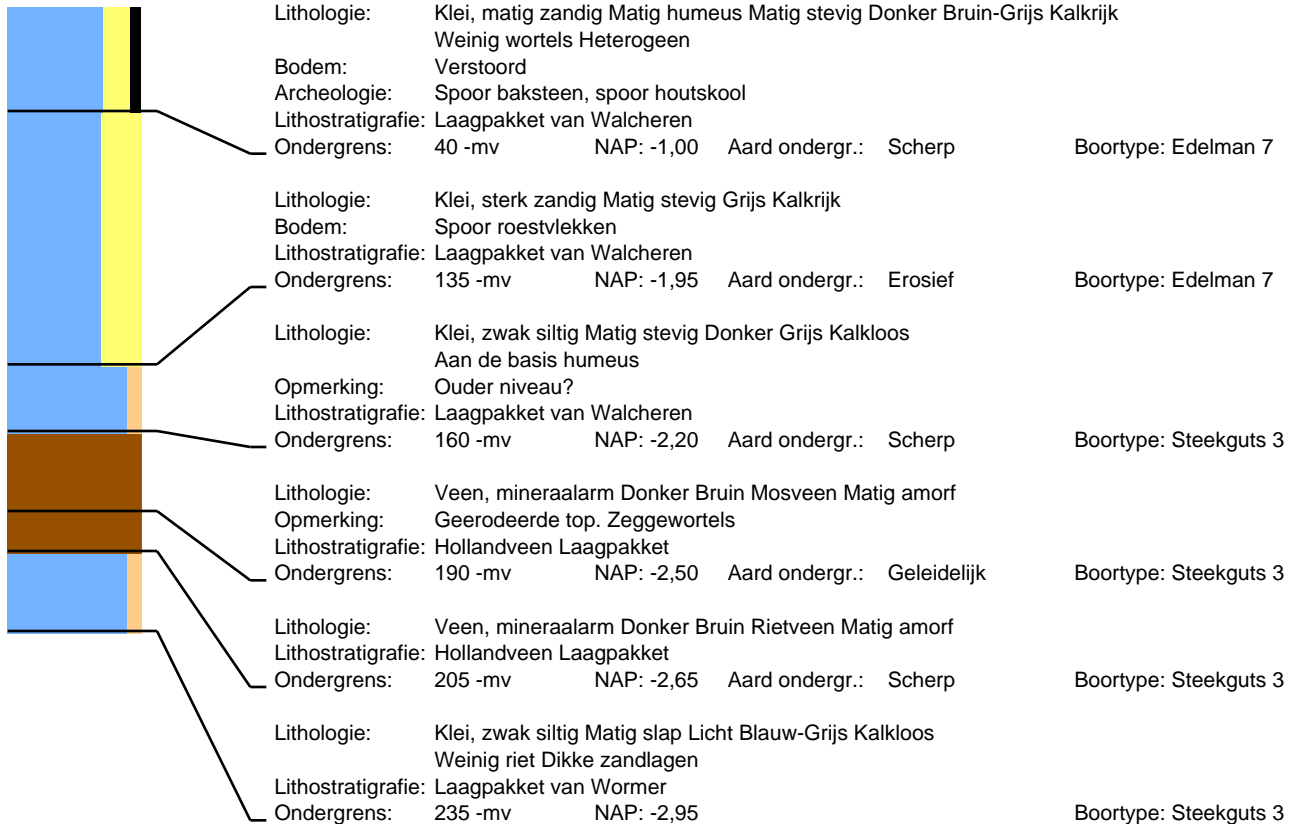 Lithologie: Klei, matig zandig Matig humeus Matig stevig Donker Bruin-Grijs Kalkrijk
Weinig wortels Heterogeen
Bodem: Verstoord
Archeologie: Spoor baksteen, spoor houtskool
Lithostratigrafie: Laagpakket van Walcheren
Ondergrens: 40 -mv NAP: -1,00 Aard ondergr.: Scherp Boortype: Edelman 7
Lithologie: Klei, sterk zandig Matig stevig Grijs Kalkrijk
Bodem: Spoor roestvlekken
Lithostratigrafie: Laagpakket van Walcheren
Ondergrens: 135 -mv NAP: -1,95 Aard ondergr.: Erosief Boortype: Edelman 7
Lithologie: Klei, zwak siltig Matig stevig Donker Grijs Kalkloos
Aan de basis humeus
Opmerking: Ouder niveau?
Lithostratigrafie: Laagpakket van Walcheren
Ondergrens: 160 -mv NAP: -2,20 Aard ondergr.: Scherp Boortype: Steekguts 3
Lithologie: Veen, mineraalarm Donker Bruin Mosveen Matig amorf
Opmerking: Geerodeerde top. Zeggewortels
Lithostratigrafie: Hollandveen Laagpakket
Ondergrens: 190 -mv NAP: -2,50 Aard ondergr.: Geleidelijk Boortype: Steekguts 3
Lithologie: Veen, mineraalarm Donker Bruin Rietveen Matig amorf
Lithostratigrafie: Hollandveen Laagpakket
Ondergrens: 205 -mv NAP: -2,65 Aard ondergr.: Scherp Boortype: Steekguts 3
Lithologie: Klei, zwak siltig Matig slap Licht Blauw-Grijs Kalkloos
Weinig riet Dikke zandlagen
Lithostratigrafie: Laagpakket van Wormer
Ondergrens: 235 -mv NAP: -2,95 Boortype: Steekguts 3